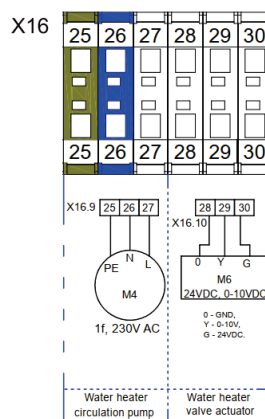 X16
25 26 27 28 29 30
25 26 27 28 29 30
X16.9 25 26 27
X16.10 28 29 30
PE N L
M4
1f, 230V AC
0 Y G
M6
24VDC, 0-10VDC
0 - GND,
Y - 0-10V,
G - 24VDC.
Water heater
circulation pump
Water heater
valve actuator